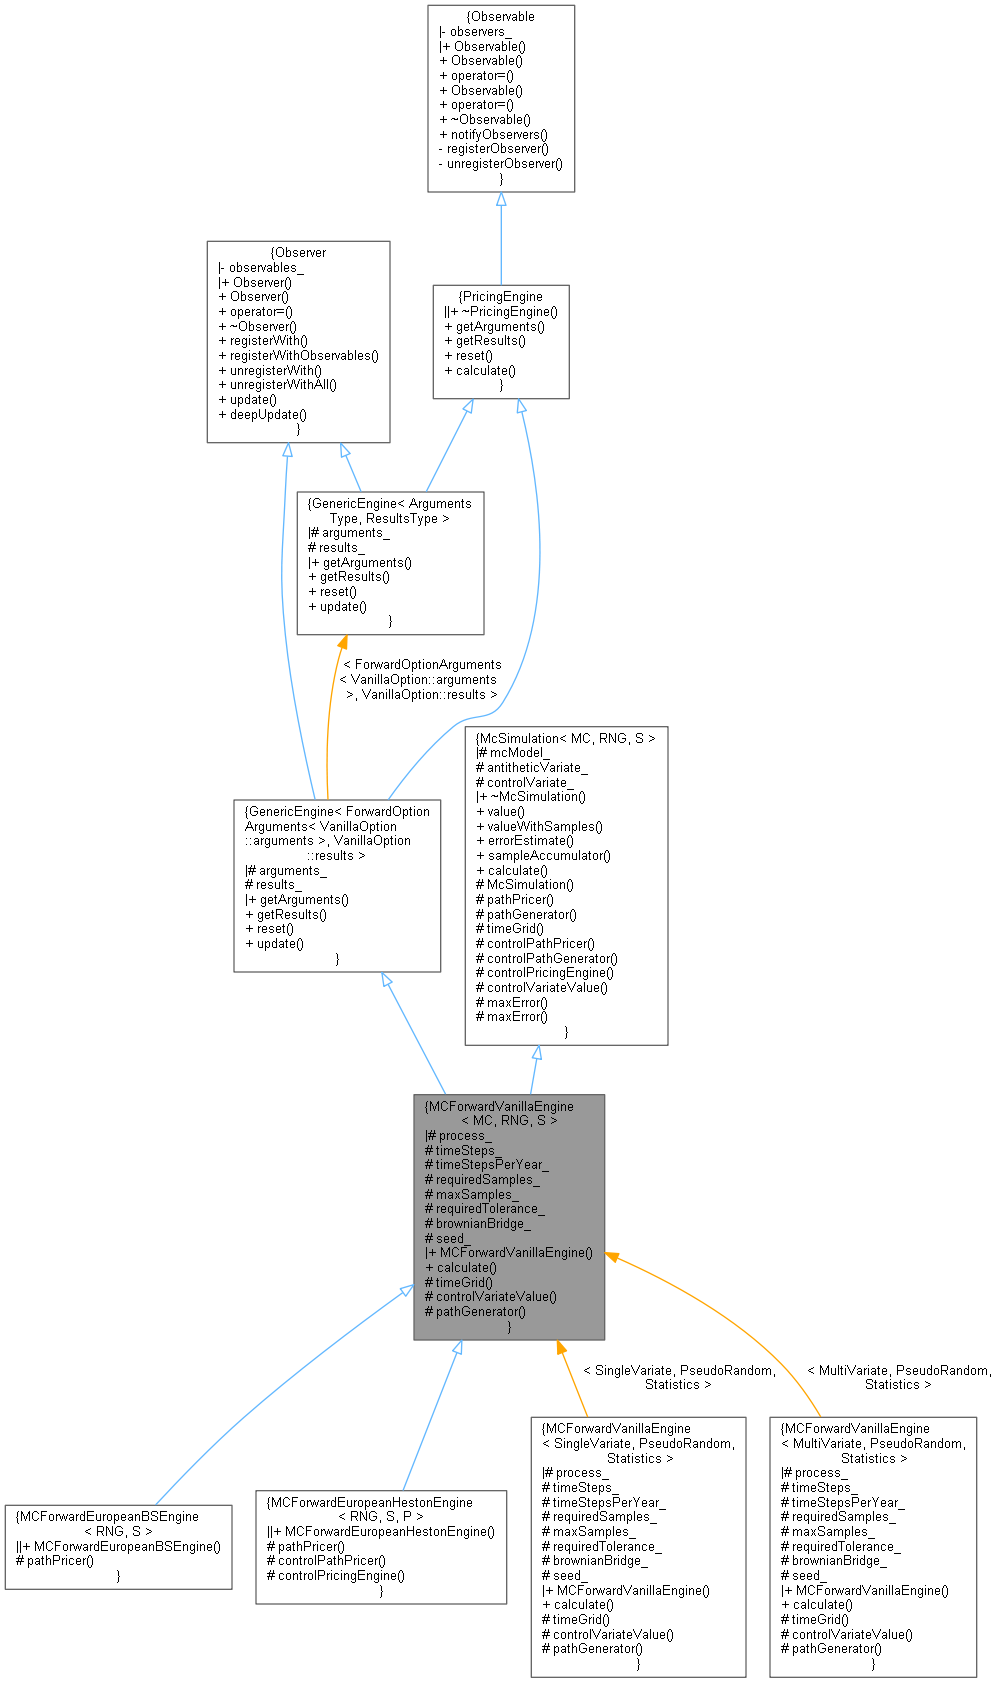 {Observable
|- observers_
|+ Observable()
+ Observable()
+ operator=()
+ Observable()
+ operator=()
+ ~Observable()
+ notifyObservers()
- registerObserver()
- unregisterObserver()
}
{Observer
|- observables_
|+ Observer()
+ Observer()
+ operator=()
+ ~Observer()
+ registerWith()
+ registerWithObservables()
+ unregisterWith()
+ unregisterWithAll()
+ update()
+ deepUpdate()
}
{PricingEngine
||+ ~PricingEngine()
+ getArguments()
+ getResults()
+ reset()
+ calculate()
}
{GenericEngine< Arguments
Type, ResultsType >
|# arguments_
# results_
|+ getArguments()
+ getResults()
+ reset()
+ update()
}
< ForwardOptionArguments
< VanillaOption::arguments
>, VanillaOption::results >
{McSimulation< MC, RNG, S >
|# mcModel_
# antitheticVariate_
# controlVariate_
|+ ~McSimulation()
+ value()
+ valueWithSamples()
+ errorEstimate()
+ sampleAccumulator()
+ calculate()
# McSimulation()
# pathPricer()
# pathGenerator()
# timeGrid()
# controlPathPricer()
# controlPathGenerator()
# controlPricingEngine()
# controlVariateValue()
# maxError()
# maxError()
}
{GenericEngine< ForwardOption
Arguments< VanillaOption
::arguments >, VanillaOption
::results >
|# arguments_
# results_
|+ getArguments()
+ getResults()
+ reset()
+ update()
}
{MCForwardVanillaEngine
< MC, RNG, S >
|# process_
# timeSteps_
# timeStepsPerYear_
# requiredSamples_
# maxSamples_
# requiredTolerance_
# brownianBridge_
# seed_
|+ MCForwardVanillaEngine()
+ calculate()
# timeGrid()
# controlVariateValue()
# pathGenerator()
}
< SingleVariate, PseudoRandom,
Statistics >
< MultiVariate, PseudoRandom,
Statistics >
{MCForwardEuropeanBSEngine
< RNG, S >
||+ MCForwardEuropeanBSEngine()
# pathPricer()
}
{MCForwardEuropeanHestonEngine
< RNG, S, P >
||+ MCForwardEuropeanHestonEngine()
# pathPricer()
# controlPathPricer()
# controlPricingEngine()
}
{MCForwardVanillaEngine
< SingleVariate, PseudoRandom,
Statistics >
|# process_
# timeSteps_
# timeStepsPerYear_
# requiredSamples_
# maxSamples_
# requiredTolerance_
# brownianBridge_
# seed_
|+ MCForwardVanillaEngine()
+ calculate()
# timeGrid()
# controlVariateValue()
# pathGenerator()
}
{MCForwardVanillaEngine
< MultiVariate, PseudoRandom,
Statistics >
|# process_
# timeSteps_
# timeStepsPerYear_
# requiredSamples_
# maxSamples_
# requiredTolerance_
# brownianBridge_
# seed_
|+ MCForwardVanillaEngine()
+ calculate()
# timeGrid()
# controlVariateValue()
# pathGenerator()
}